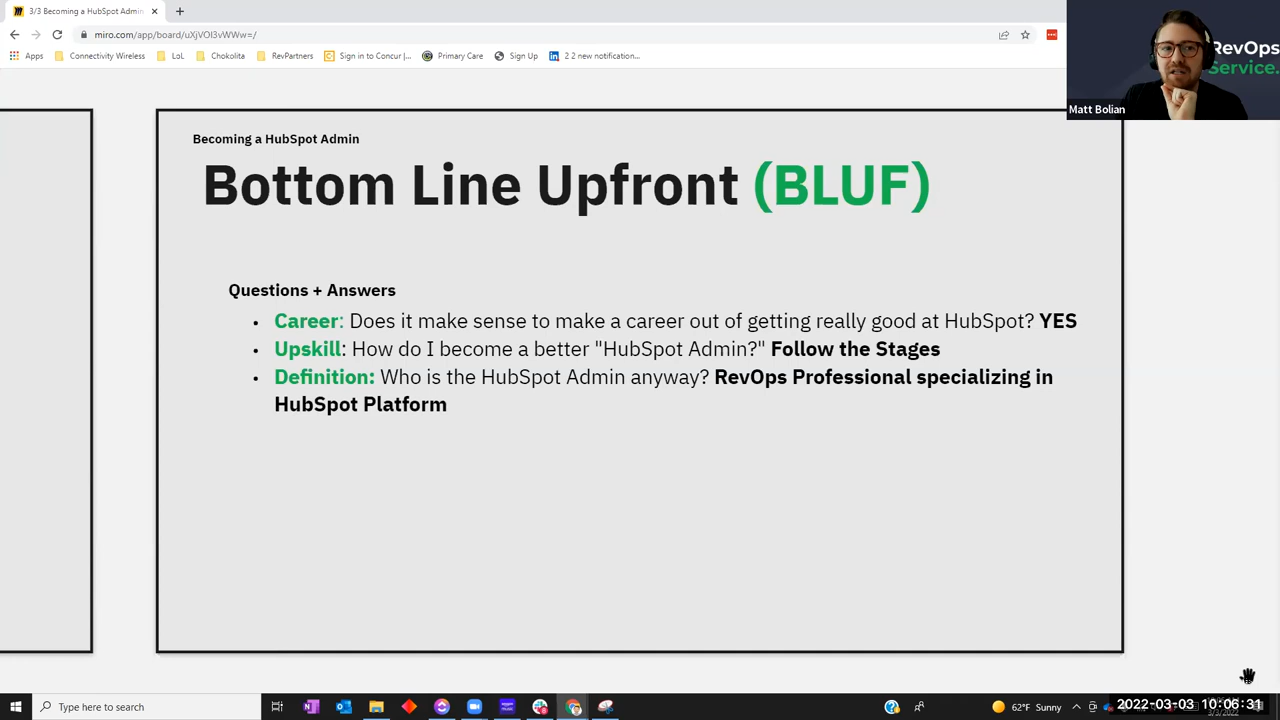 3/3 Becoming a HubSpot Admin
miro.com/app/board/uXjVOI3vWWw=/
Apps
Connectivity Wireless
LoL
Chokolita
RevPartners
Sign in to Concur |...
Primary Care
Sign Up
2 2 new notification...
RevOps
Service.
Matt Bolian
Becoming a HubSpot Admin
Bottom Line Upfront (BLUF)
Questions + Answers
• Career: Does it make sense to make a career out of getting really good at HubSpot? YES
• Upskill: How do I become a better "HubSpot Admin?" Follow the Stages
• Definition: Who is the HubSpot Admin anyway? RevOps Professional specializing in
HubSpot Platform
Type here to search
62°F Sunny
2022-03-03 10:06:31